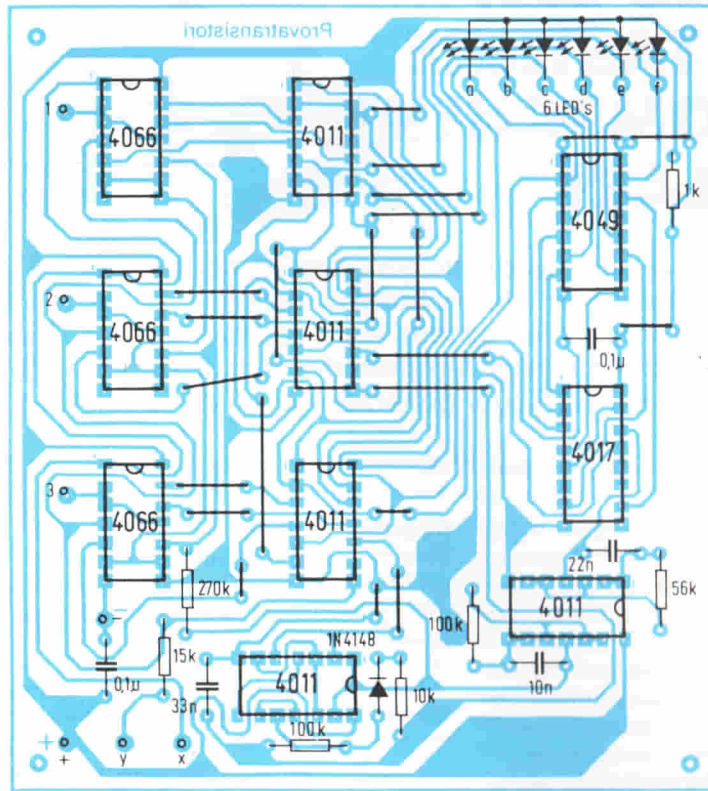 Provatransistori
a b c d e f
6 LED's
1
4066
4011
4049
1k
2
4066
4011
0,1µ
4017
3
4066
4011
22n
270k
4011
56k
-
1N4148
100k
15k
0,1µ
33n
4011
10k
10n
100k
+
+ y x